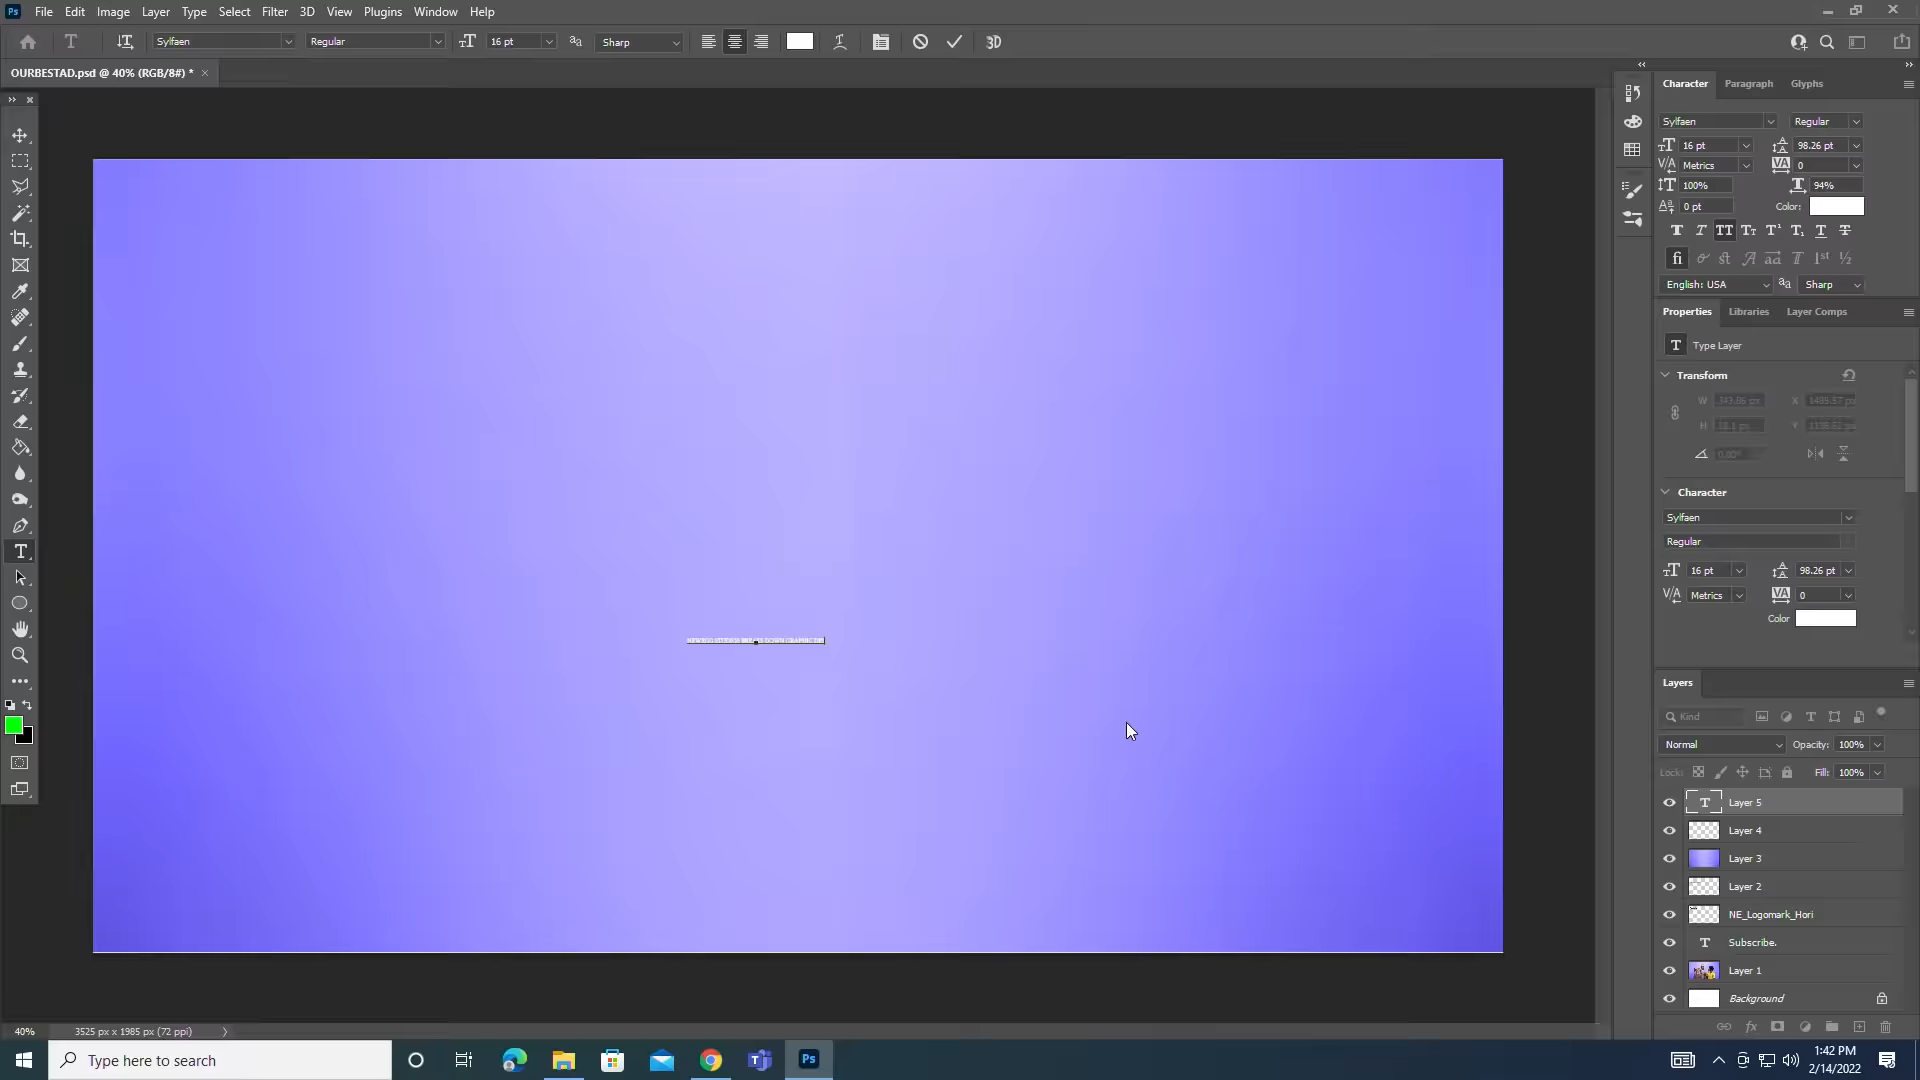 Ps File Edit Image Layer Type Select Filter 3D View Plugins Window Help
Sylfaen Regular 16 pt Sharp 3D
OURBESTAD.psd @ 40% (RGB/8#) * ×
Character Paragraph Glyphs
Sylfaen Regular
16 pt 98.26 pt
Metrics 0
100% 94%
0 pt Color:
English: USA Sharp
Properties Libraries Layer Comps
Type Layer
Transform
W X
H Y
0.00°
Character
Sylfaen
Regular
16 pt 98.26 pt
Metrics 0
Color
Layers
Kind
Normal Opacity: 100%
Lock: Fill: 100%
Layer 5
Layer 4
Layer 3
Layer 2
NE_Logomark_Hori
Subscribe.
Layer 1
Background
40% 3525 px x 1985 px (72 ppi)
Type here to search
1:42 PM
2/14/2022